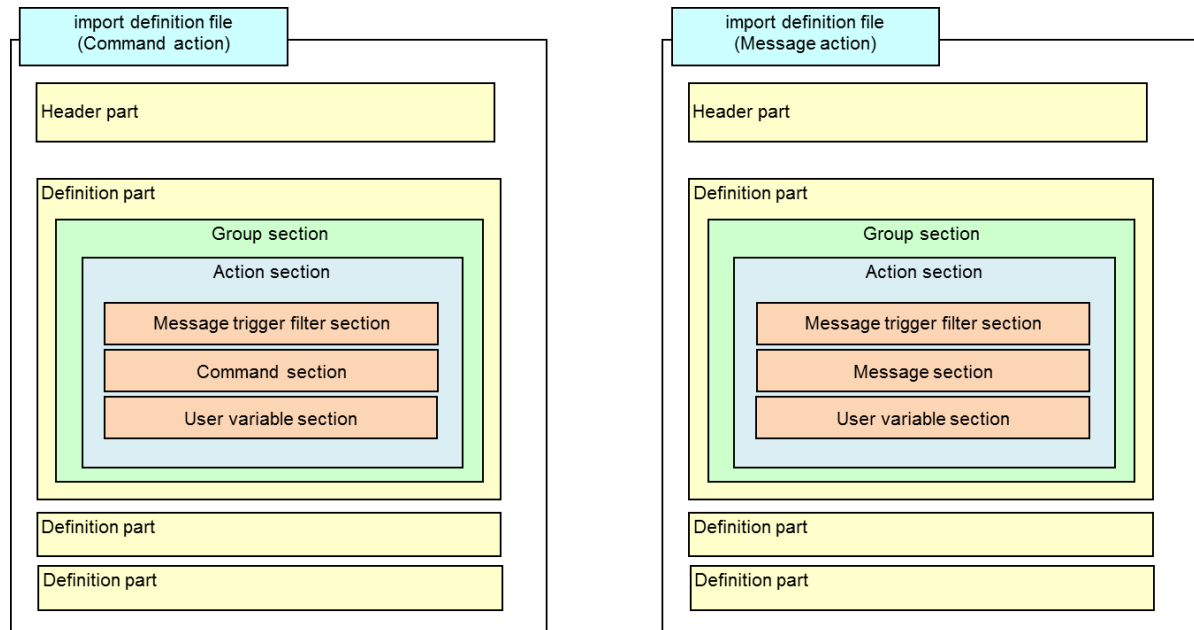 import definition file
(Command action)
Header part
Definition part
Group section
Action section
Message trigger filter section
Command section
User variable section
Definition part
Definition part
import definition file
(Message action)
Header part
Definition part
Group section
Action section
Message trigger filter section
Message section
User variable section
Definition part
Definition part